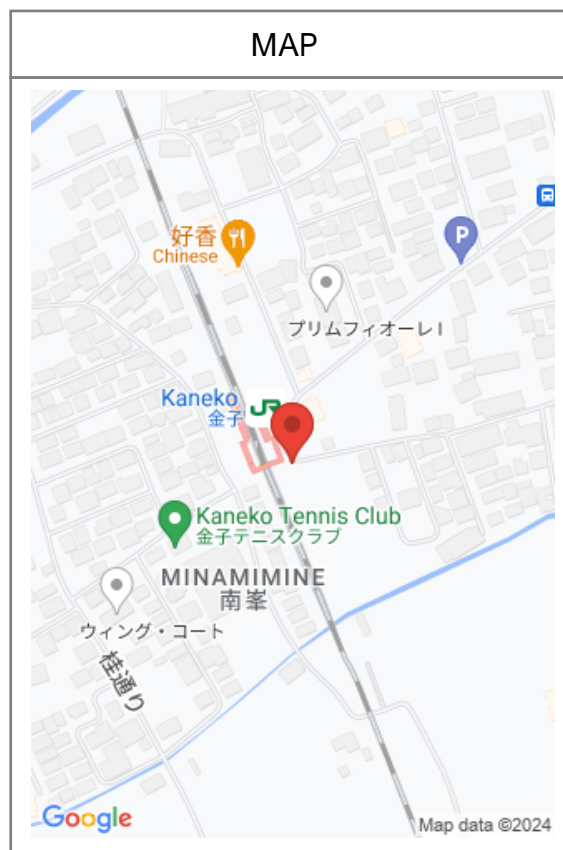 MAP
好香
Chinese
P
プリムフィオーレ I
Kaneko
金子
JR
Kaneko Tennis Club
金子テニスクラブ
MINAMIMINE
南峯
ウィング・コート
桂通り
Google
Map data ©2024